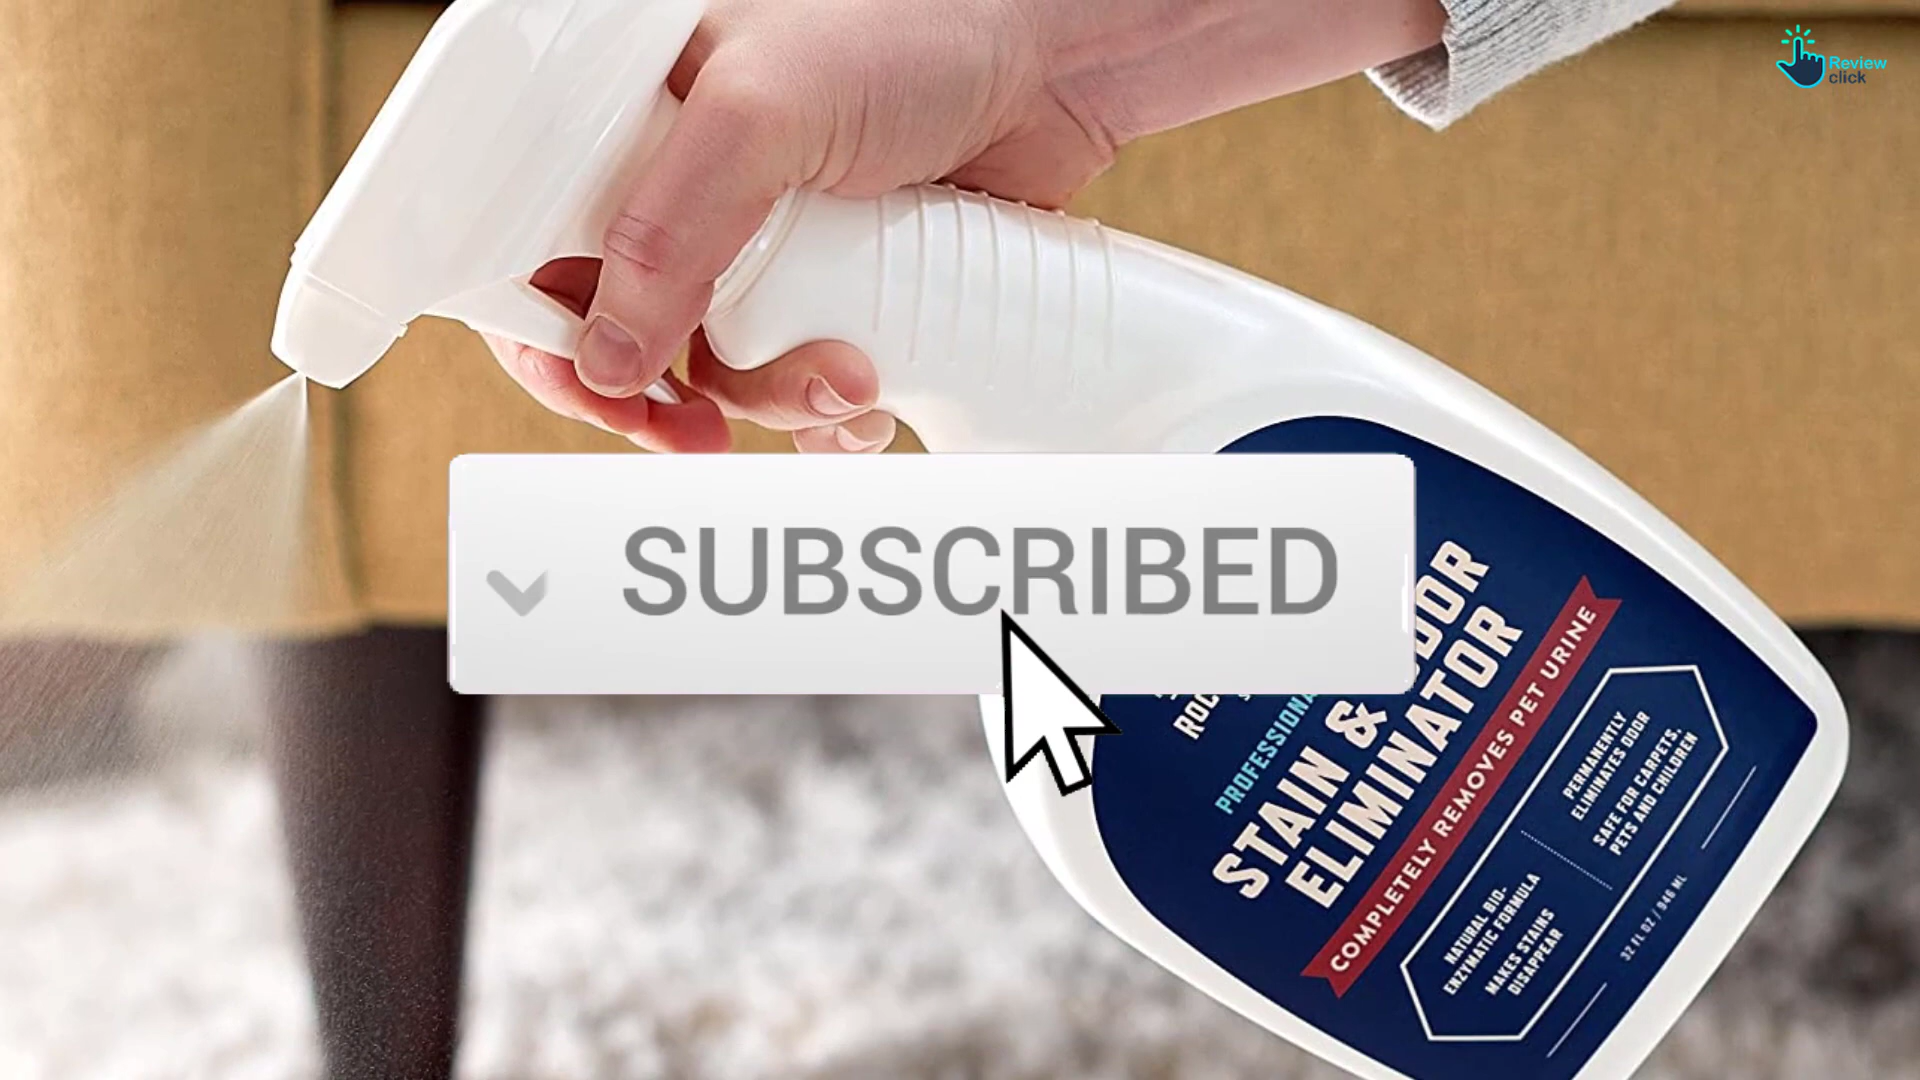 Review
click
SUBSCRIBED
PROFESSIONAL
STAIN & ODOR
ELIMINATOR
COMPLETELY REMOVES PET URINE
NATURAL BIO-
ENZYMATIC FORMULA
MAKES STAINS
DISAPPEAR
PERMANENTLY
ELIMINATES ODOR
SAFE FOR CARPETS,
PETS AND CHILDREN
32 FL OZ / 946 ML